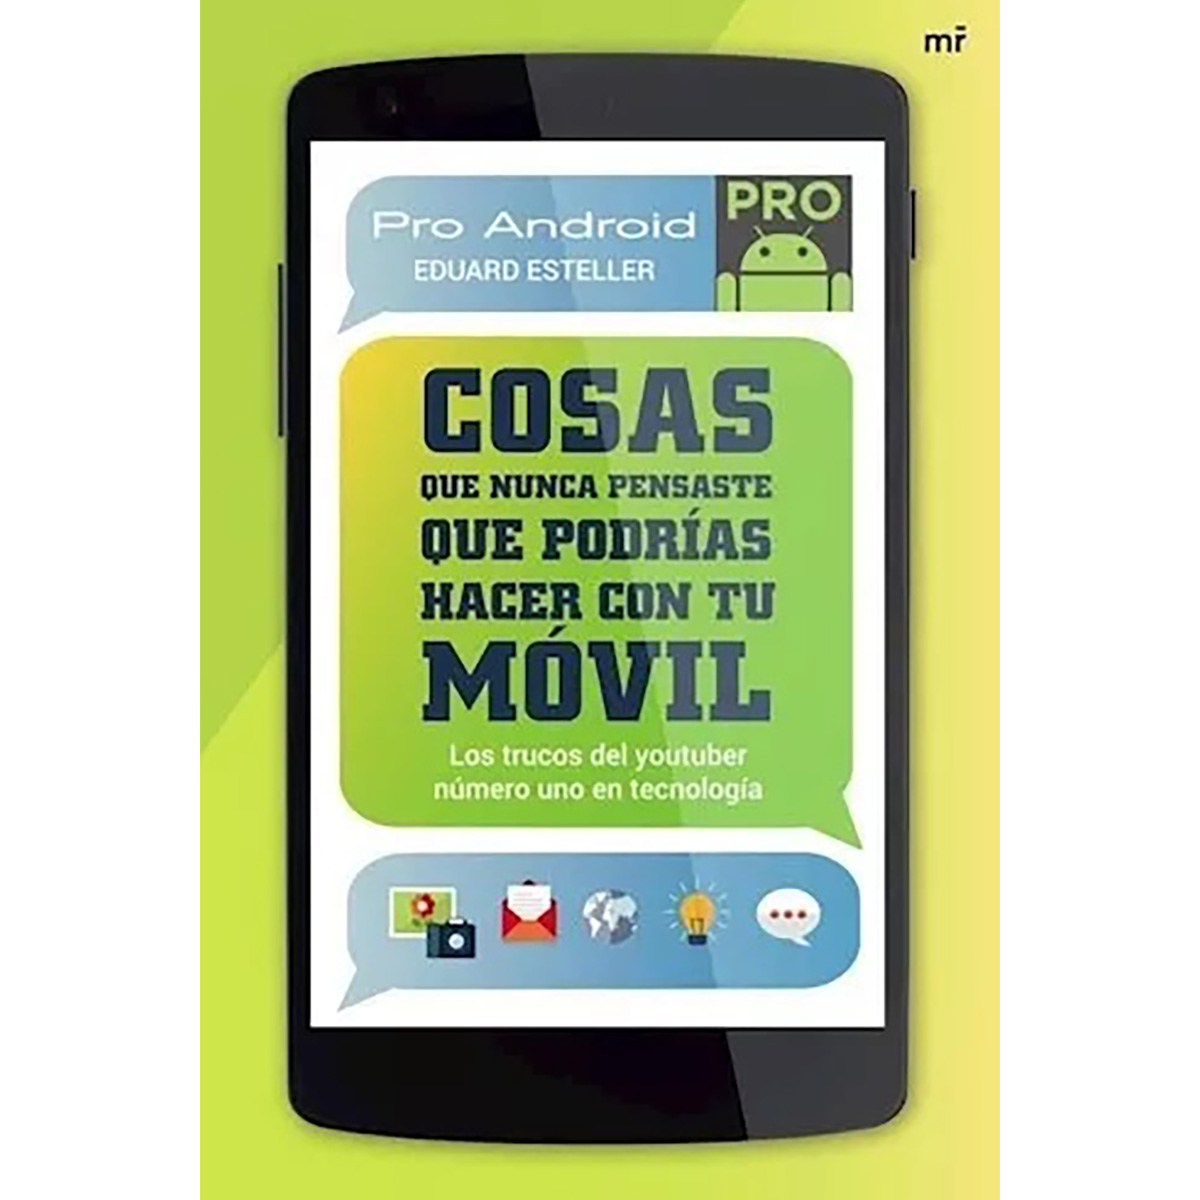 mr
Pro Android
EDUARD ESTELLER
PRO
COSAS
QUE NUNCA PENSASTE
QUE PODRÍAS
HACER CON TU
MÓVIL
Los trucos del youtuber
número uno en tecnología